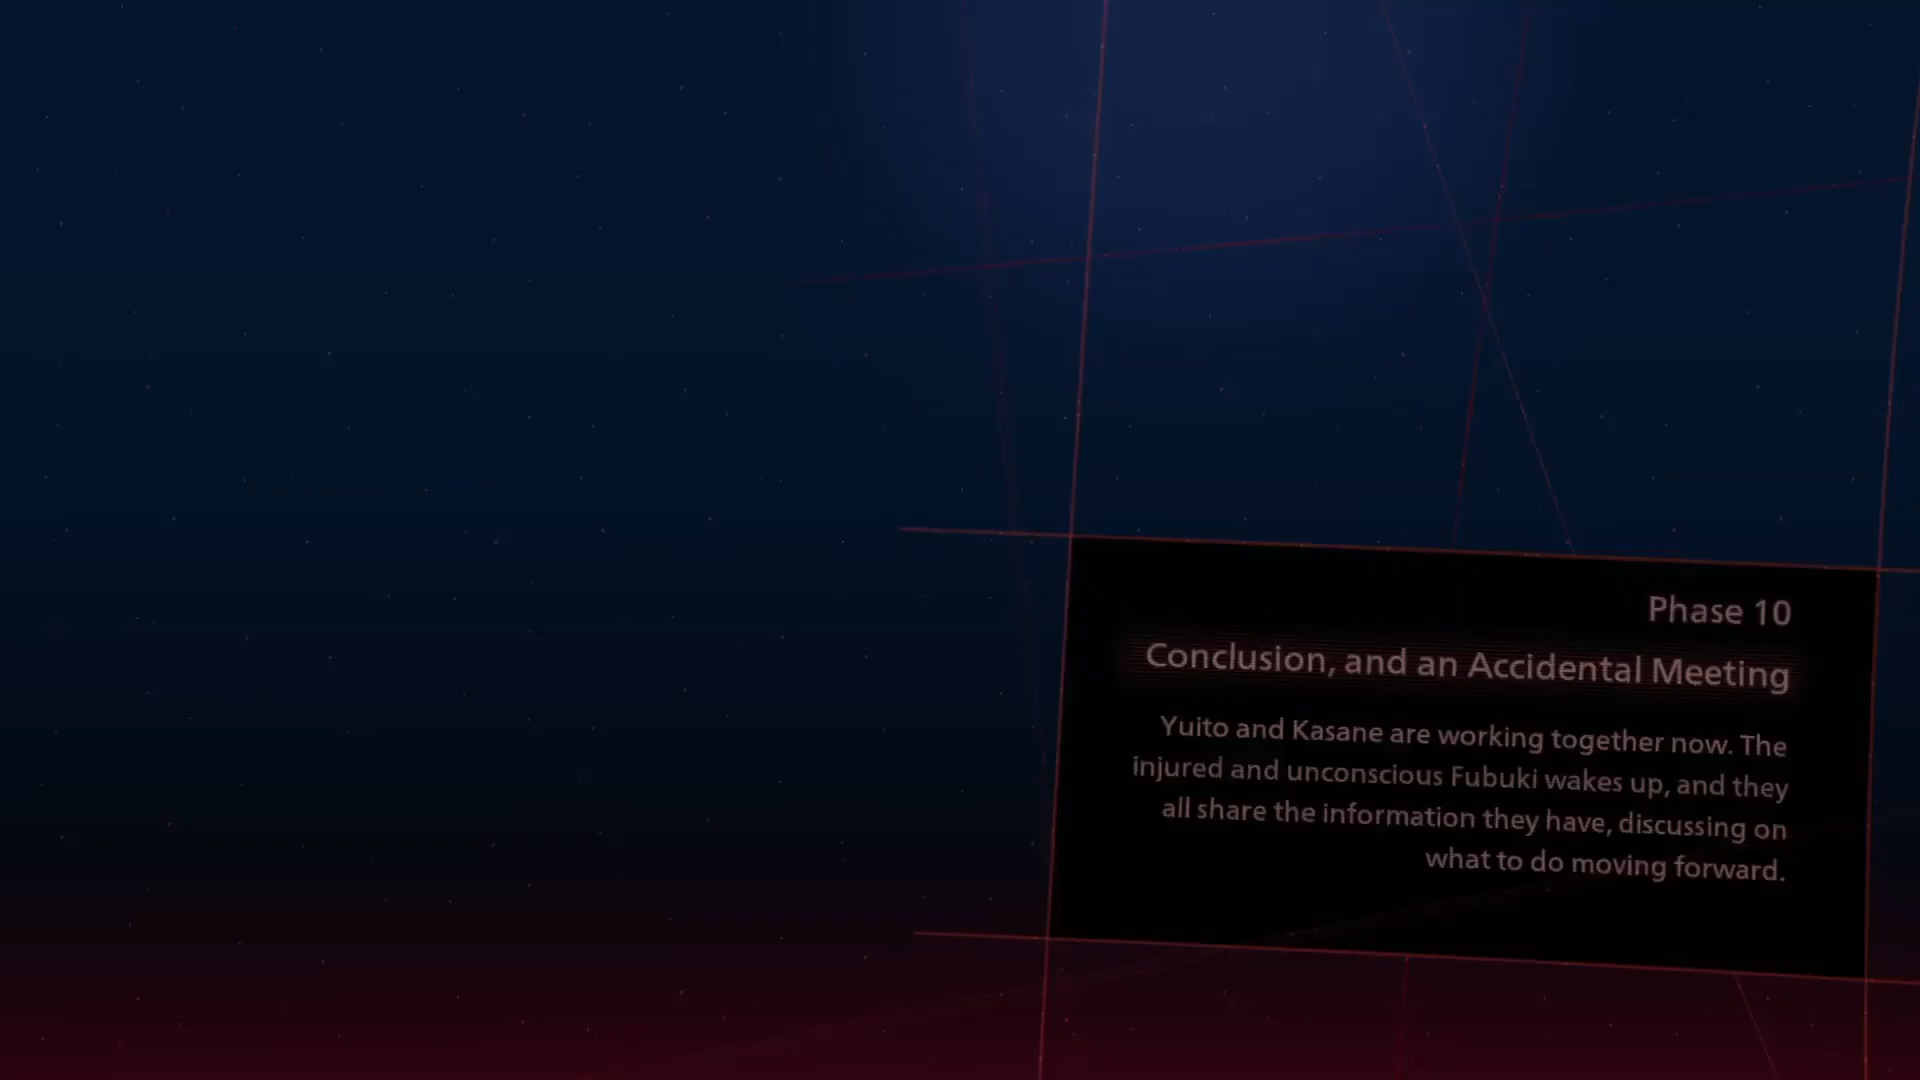 Phase 10
Conclusion, and an Accidental Meeting
Yuito and Kasane are working together now. The
injured and unconscious Fubuki wakes up, and they
all share the information they have, discussing on
what to do moving forward.